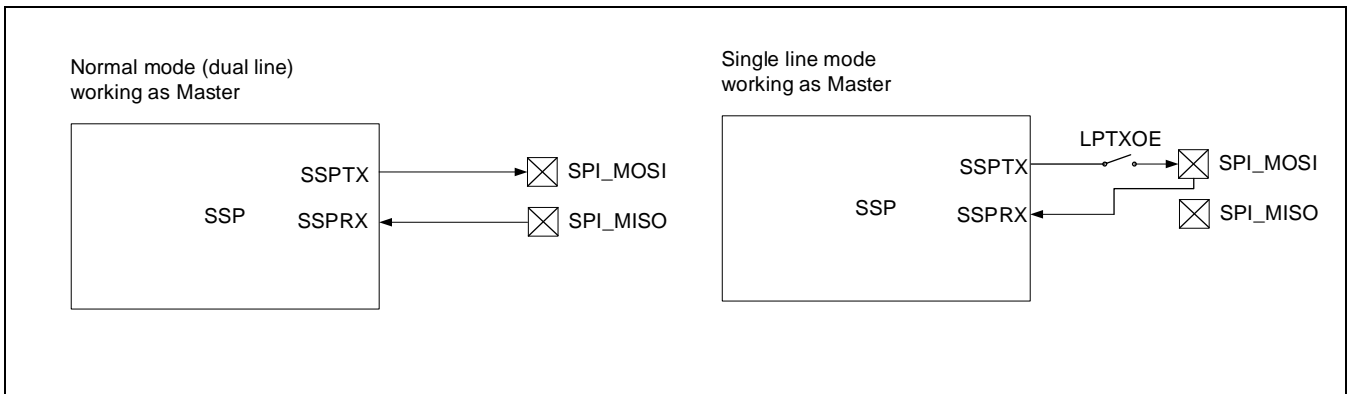 Normal mode (dual line)
working as Master
SSPTX
SPI_MOSI
SSP
SSPRX
SPI_MISO
Single line mode
working as Master
LPTXOE
SSPTX
SPI_MOSI
SSP
SSPRX
SPI_MISO